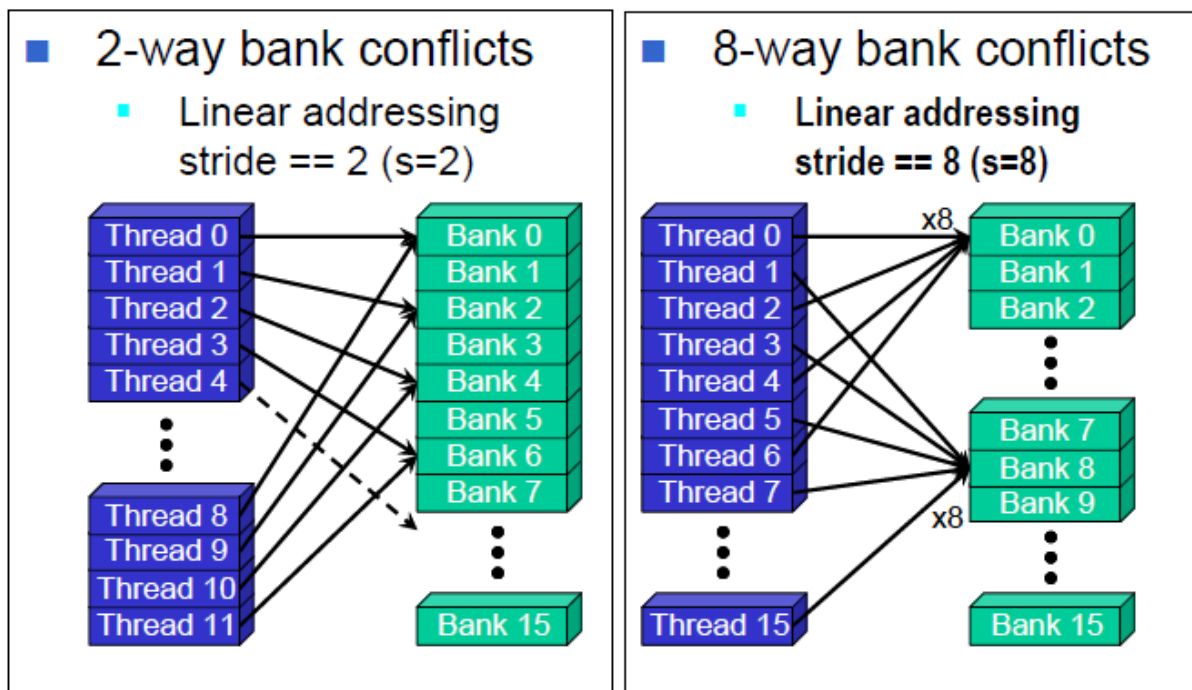 2-way bank conflicts
Linear addressing
stride == 2 (s=2)
Thread 0
Thread 1
Thread 2
Thread 3
Thread 4
Thread 8
Thread 9
Thread 10
Thread 11
Bank 0
Bank 1
Bank 2
Bank 3
Bank 4
Bank 5
Bank 6
Bank 7
Bank 15
8-way bank conflicts
Linear addressing
stride == 8 (s=8)
Thread 0
Thread 1
Thread 2
Thread 3
Thread 4
Thread 5
Thread 6
Thread 7
Thread 15
x8
x8
Bank 0
Bank 1
Bank 2
Bank 7
Bank 8
Bank 9
Bank 15